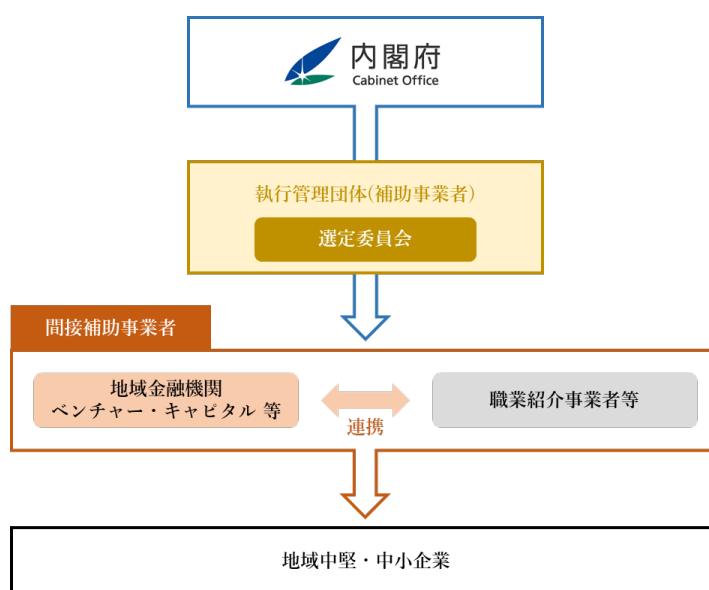 内閣府
Cabinet Office
執行管理団体(補助事業者)
選定委員会
間接補助事業者
地域金融機関
ベンチャー・キャピタル 等
連携
職業紹介事業者等
地域中堅・中小企業